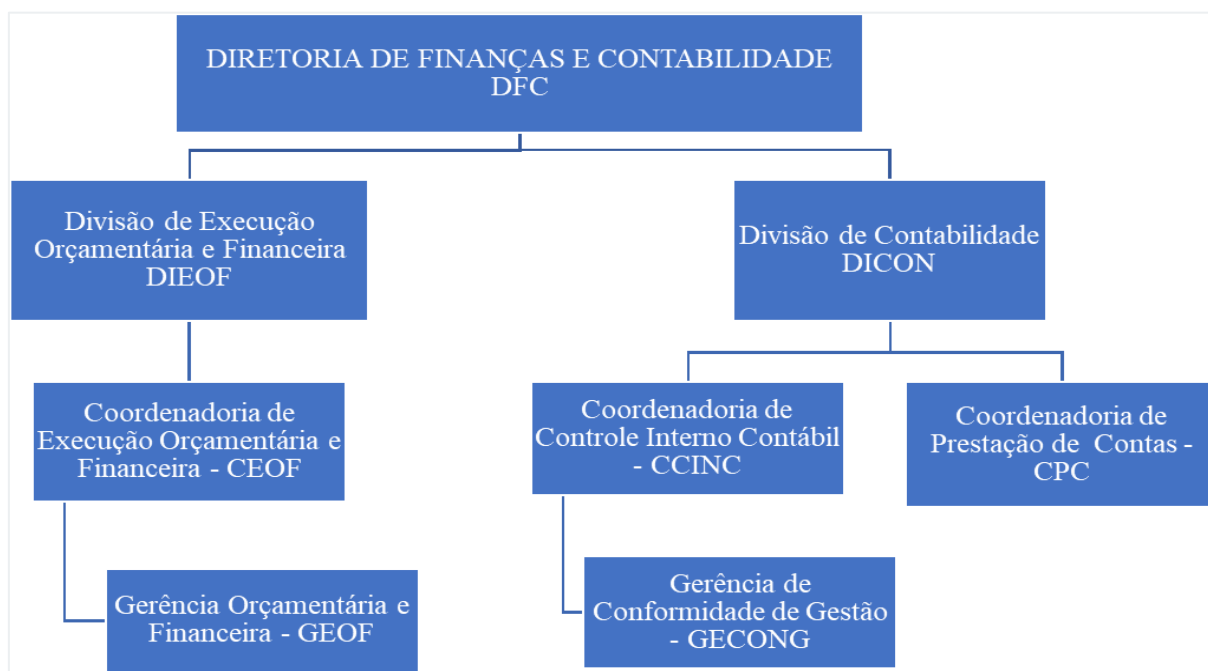 DIRETORIA DE FINANÇAS E CONTABILIDADE
DFC
Divisão de Execução
Orçamentária e Financeira
DIEOF
Divisão de Contabilidade
DICON
Coordenadoria de
Execução Orçamentária e
Financeira - CEOF
Coordenadoria de
Controle Interno Contábil
- CCINC
Coordenadoria de
Prestação de Contas -
CPC
Gerência Orçamentária e
Financeira - GEOF
Gerência de
Conformidade de Gestão
- GECONG